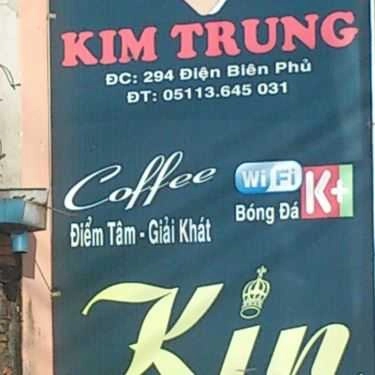 KIM TRUNG
ĐC: 294 Điện Biên Phủ
ĐT: 05113.645 031
Coffee WiFi K+
Điểm Tâm - Giải Khát Bóng Đá
Kin